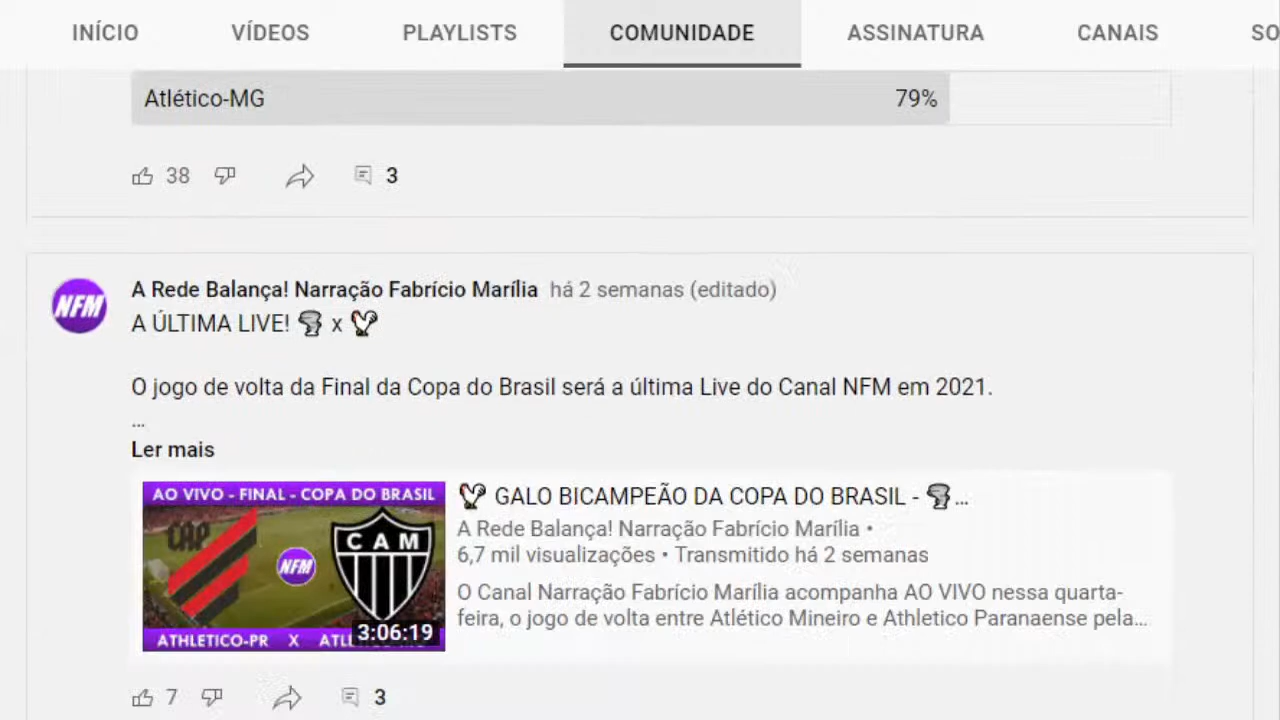 INÍCIO VÍDEOS PLAYLISTS COMUNIDADE ASSINATURA CANAIS SO
Atlético-MG 79%
38 3
A Rede Balança! Narração Fabrício Marília há 2 semanas (editado)
NFM
A ÚLTIMA LIVE! 🌪 x 🐓
O jogo de volta da Final da Copa do Brasil será a última Live do Canal NFM em 2021.
...
Ler mais
AO VIVO - FINAL - COPA DO BRASIL
CAP
NFM
CAM
3:06:19
ATHLETICO-PR X ATL
🐓 GALO BICAMPEÃO DA COPA DO BRASIL - 🌪...
A Rede Balança! Narração Fabrício Marília •
6,7 mil visualizações • Transmitido há 2 semanas
O Canal Narração Fabrício Marília acompanha AO VIVO nessa quarta-
feira, o jogo de volta entre Atlético Mineiro e Athletico Paranaense pela...
7 3